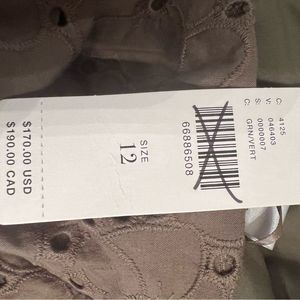 C: 4125
V: 046403
S: 0000007
C: GRN/VERT
66886508
SIZE
12
$170.00 USD
$190.00 CAD